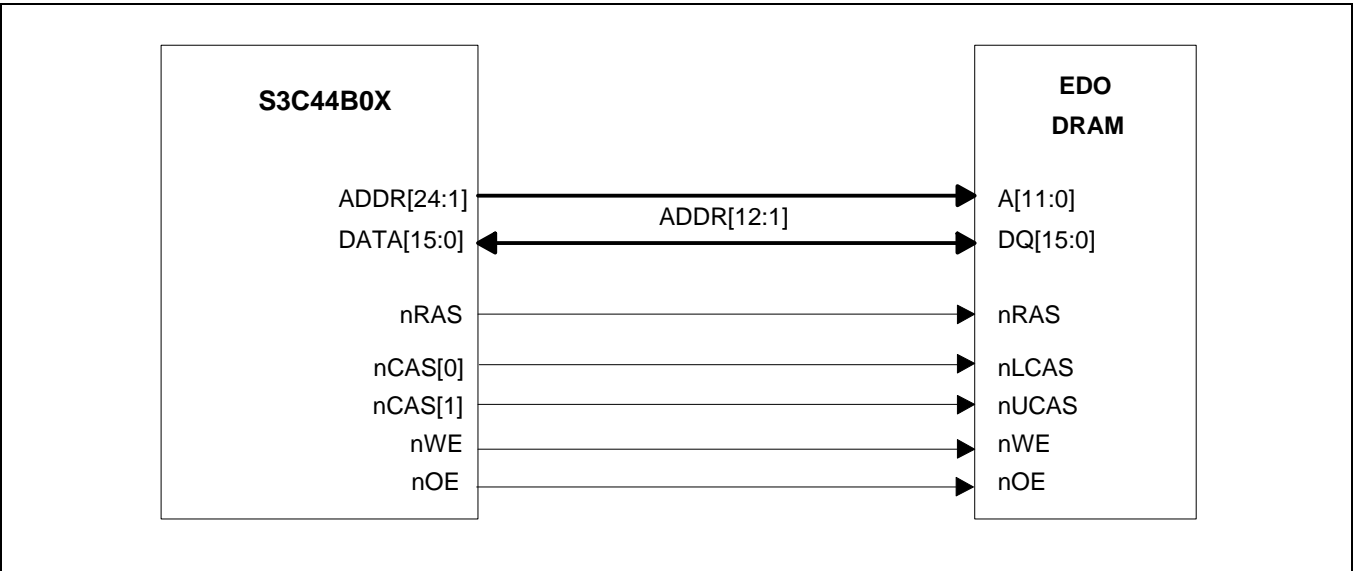 S3C44B0X
EDO
DRAM
ADDR[24:1]
ADDR[12:1]
A[11:0]
DATA[15:0]
DQ[15:0]
nRAS
nRAS
nCAS[0]
nLCAS
nCAS[1]
nUCAS
nWE
nWE
nOE
nOE